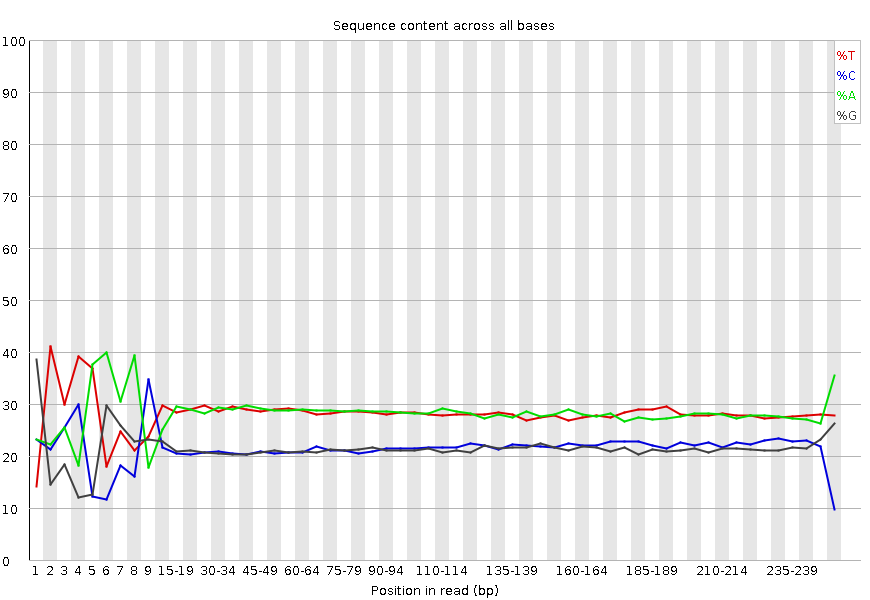 Sequence content across all bases
100
90
80
70
60
50
40
30
20
10
0
%T
%C
%A
%G
1 2 3 4 5 6 7 8 9 15-19 30-34 45-49 60-64 75-79 90-94 110-114 135-139 160-164 185-189 210-214 235-239
Position in read (bp)